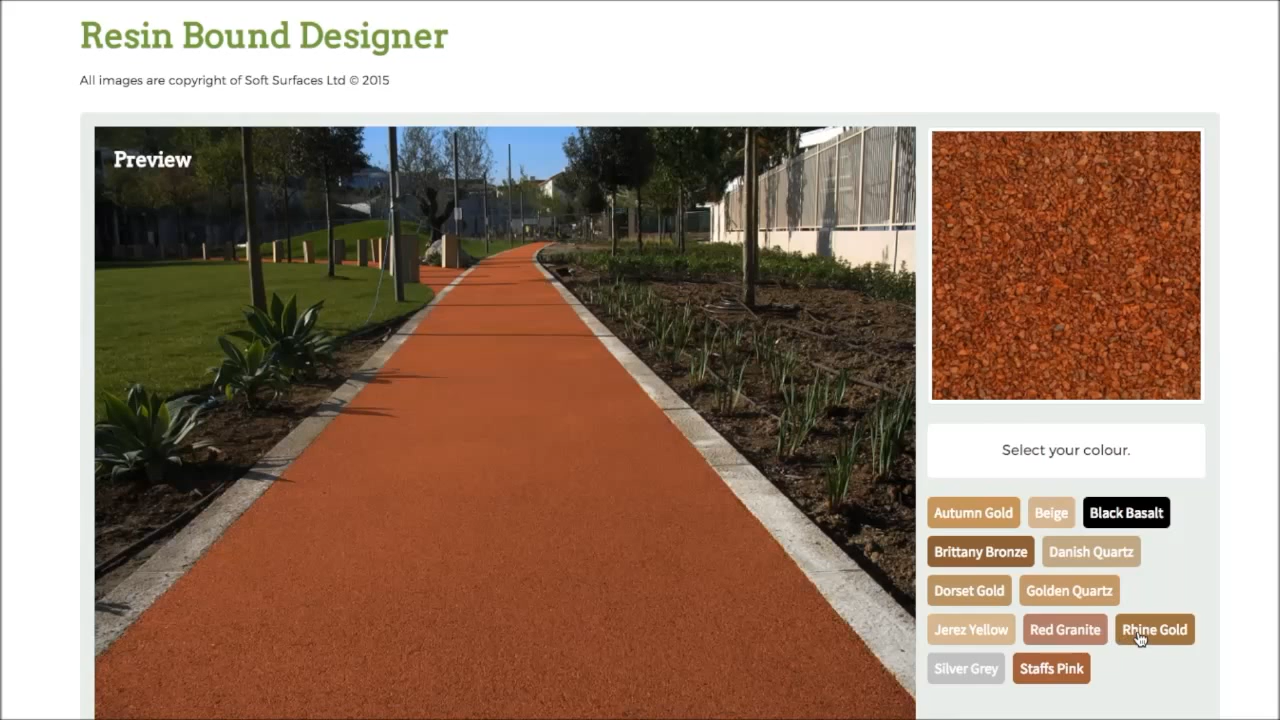 Resin Bound Designer
All images are copyright of Soft Surfaces Ltd © 2015
Preview
Select your colour.
Autumn Gold Beige Black Basalt
Brittany Bronze Danish Quartz
Dorset Gold Golden Quartz
Jerez Yellow Red Granite Rhine Gold
Silver Grey Staffs Pink